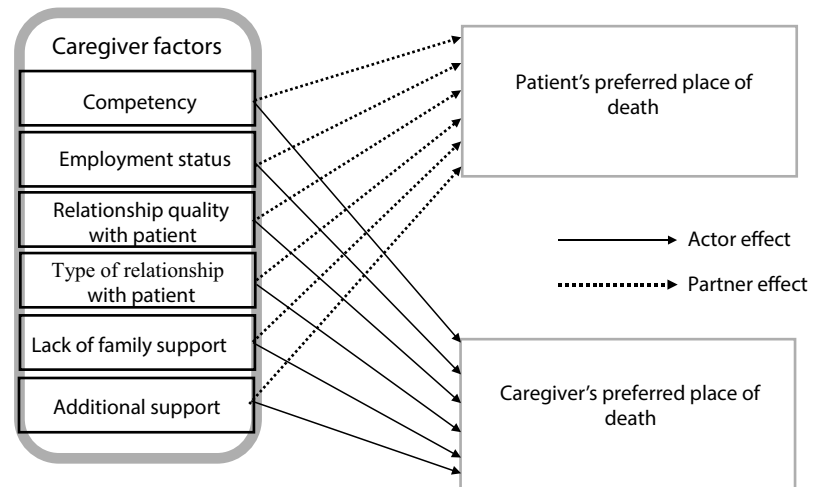 Caregiver factors
Competency
Employment status
Relationship quality
with patient
Type of relationship
with patient
Lack of family support
Additional support
Patient’s preferred place of
death
Actor effect
Partner effect
Caregiver’s preferred place of
death